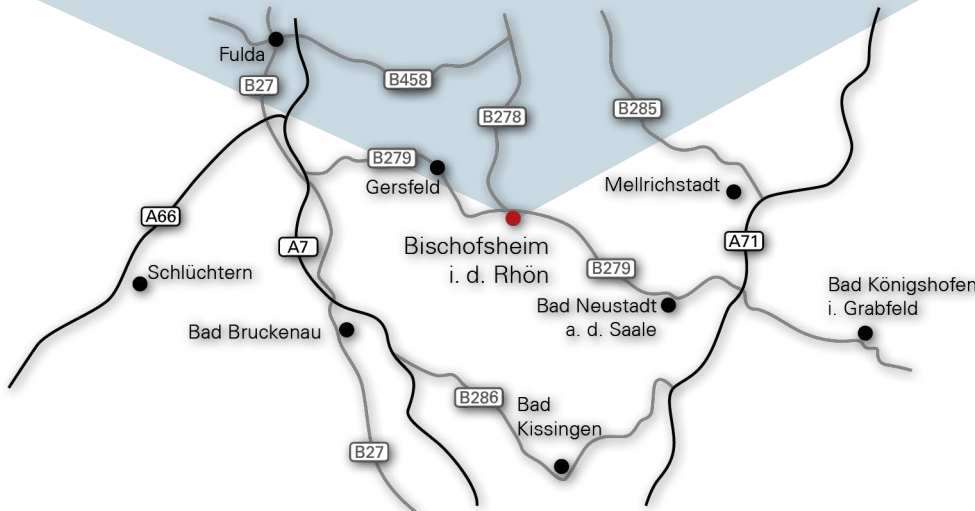 Fulda
B27
B458
B278
B285
B279
Gersfeld
Mellrichstadt
A66
A7
Bischofsheim
i. d. Rhön
A71
Schlüchtern
B279
Bad Neustadt
a. d. Saale
Bad Königshofen
i. Grabfeld
Bad Bruckenau
B286
Bad
Kissingen
B27